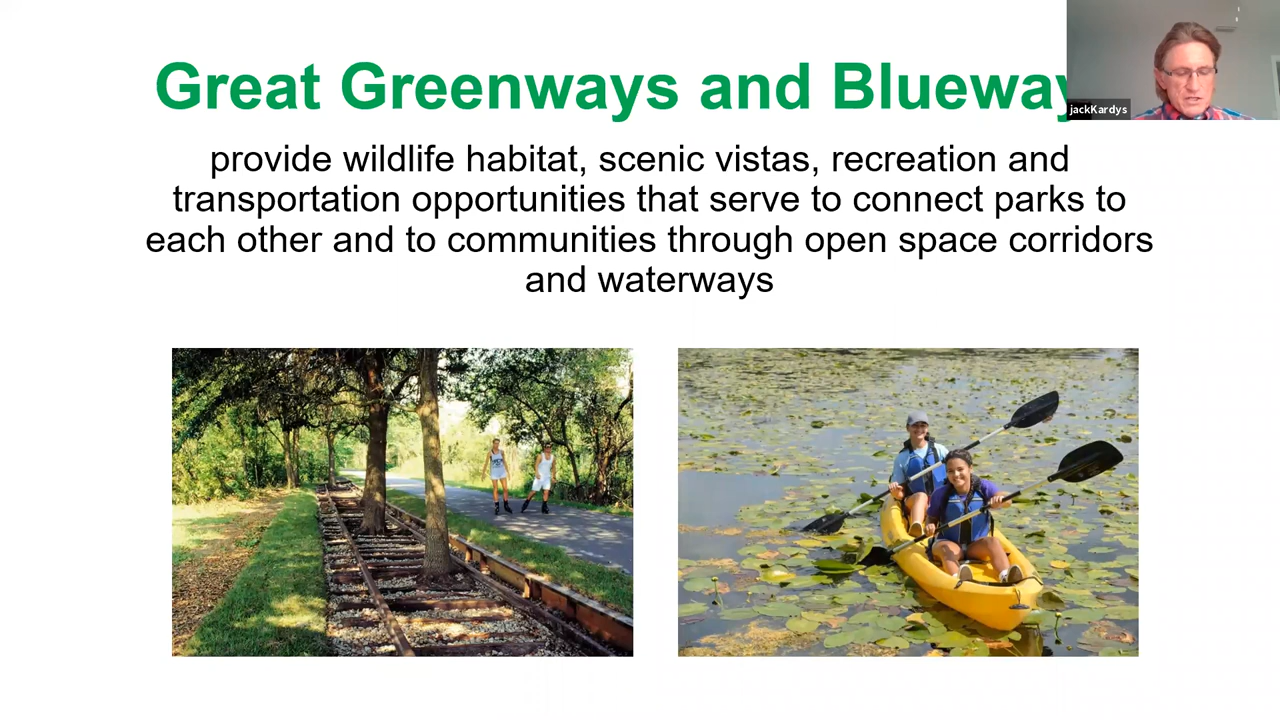 Great Greenways and Blueway
jackKardys
provide wildlife habitat, scenic vistas, recreation and
transportation opportunities that serve to connect parks to
each other and to communities through open space corridors
and waterways